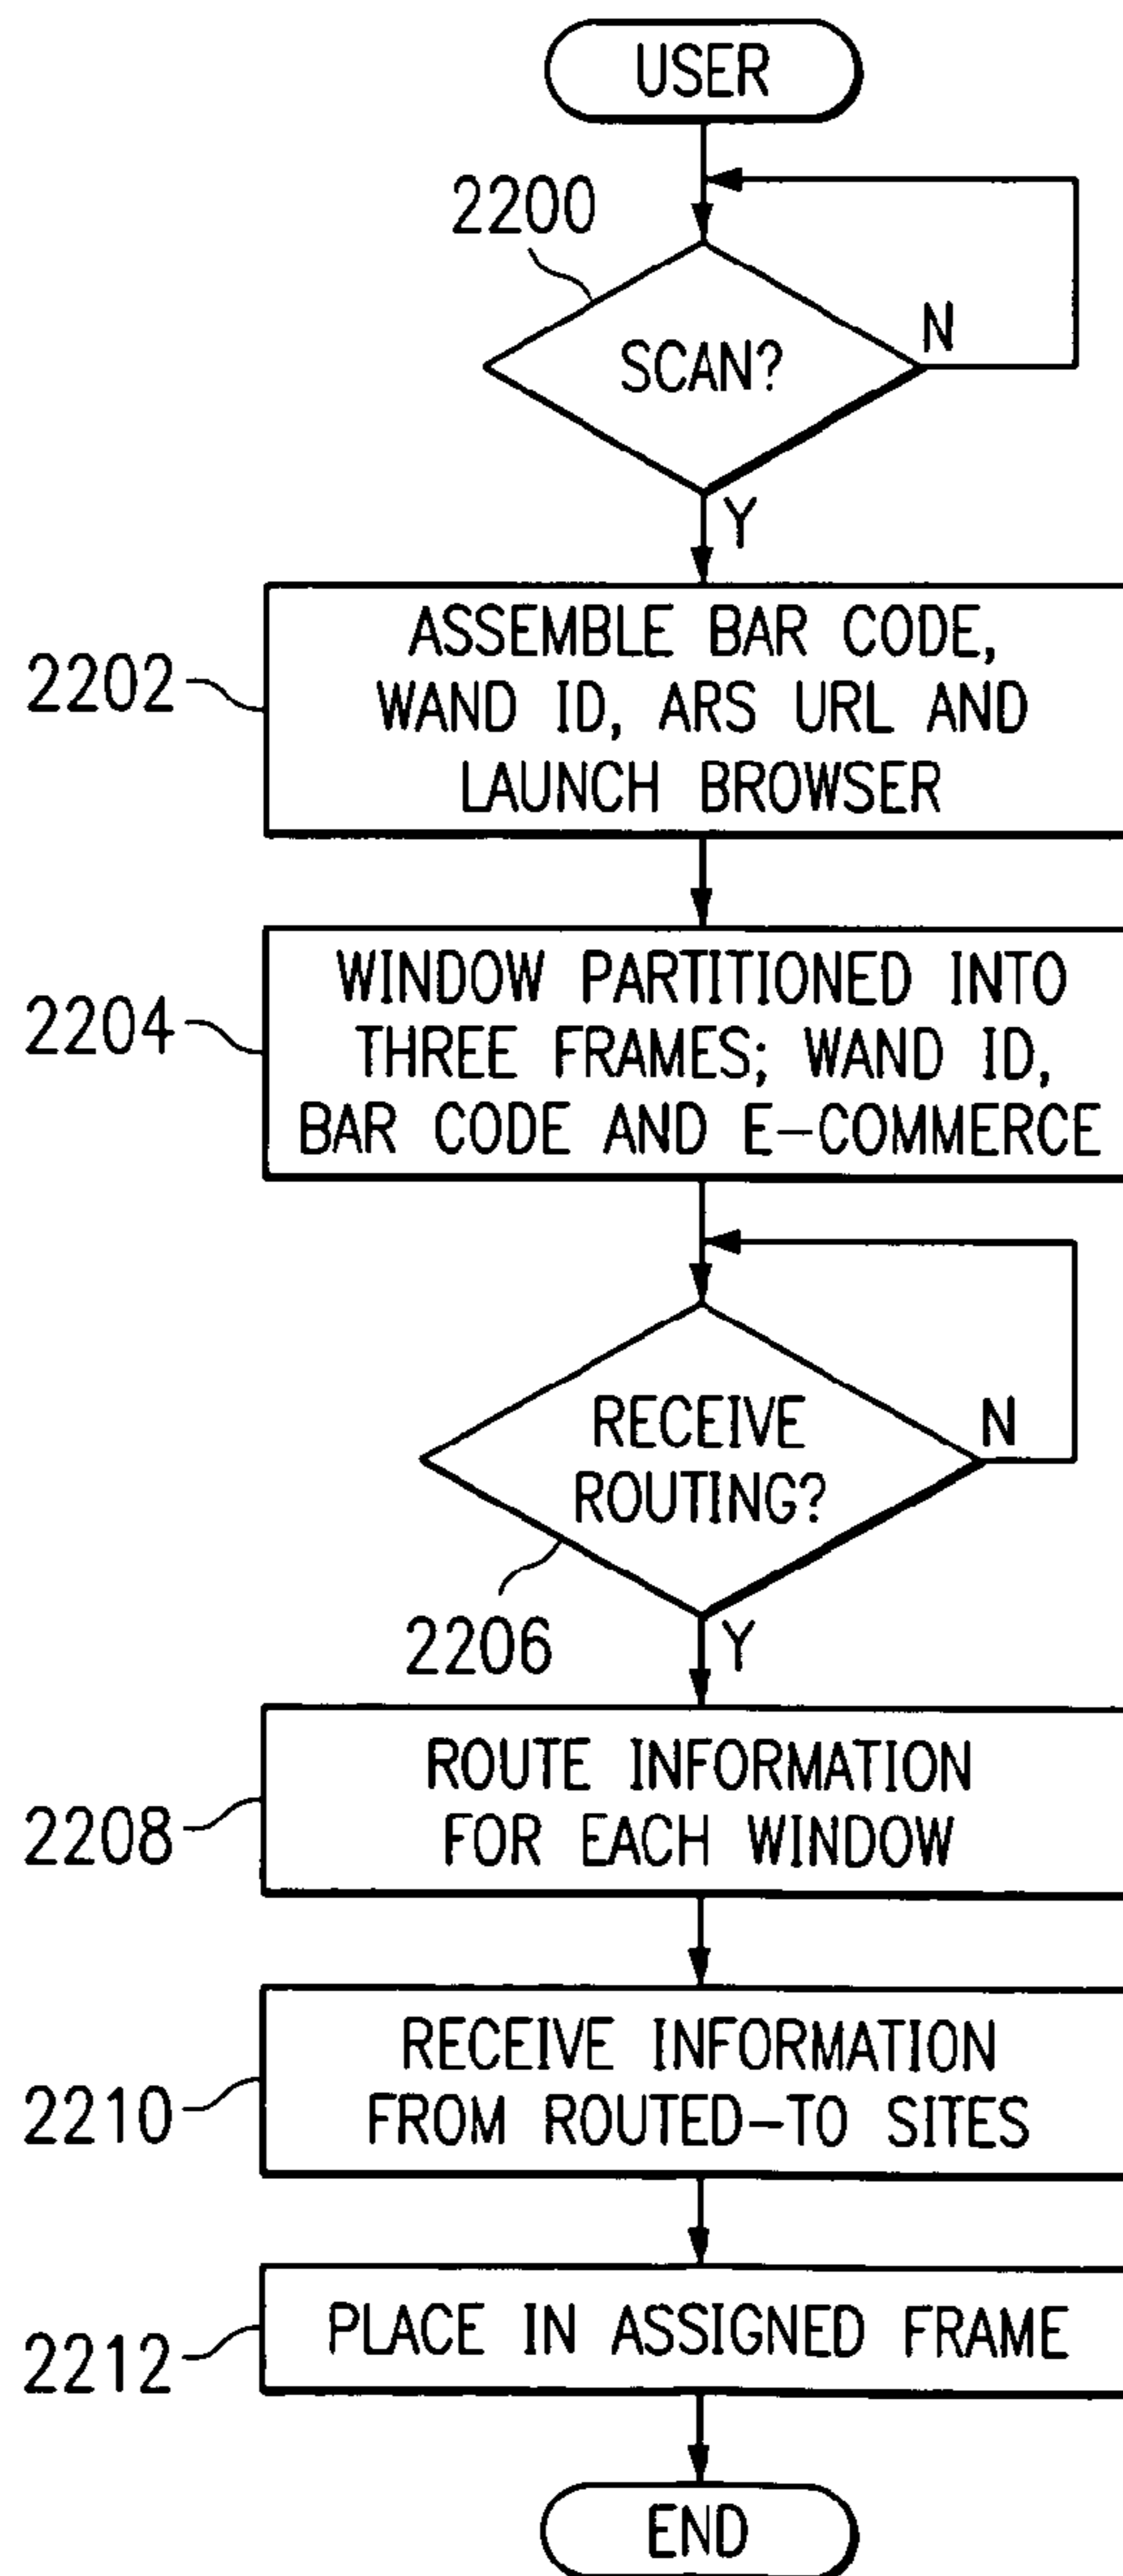 USER
2200
SCAN?
N
Y
2202
ASSEMBLE BAR CODE,
WAND ID, ARS URL AND
LAUNCH BROWSER
2204
WINDOW PARTITIONED INTO
THREE FRAMES; WAND ID,
BAR CODE AND E-COMMERCE
RECEIVE
ROUTING?
N
2206
Y
2208
ROUTE INFORMATION
FOR EACH WINDOW
2210
RECEIVE INFORMATION
FROM ROUTED-TO SITES
2212
PLACE IN ASSIGNED FRAME
END